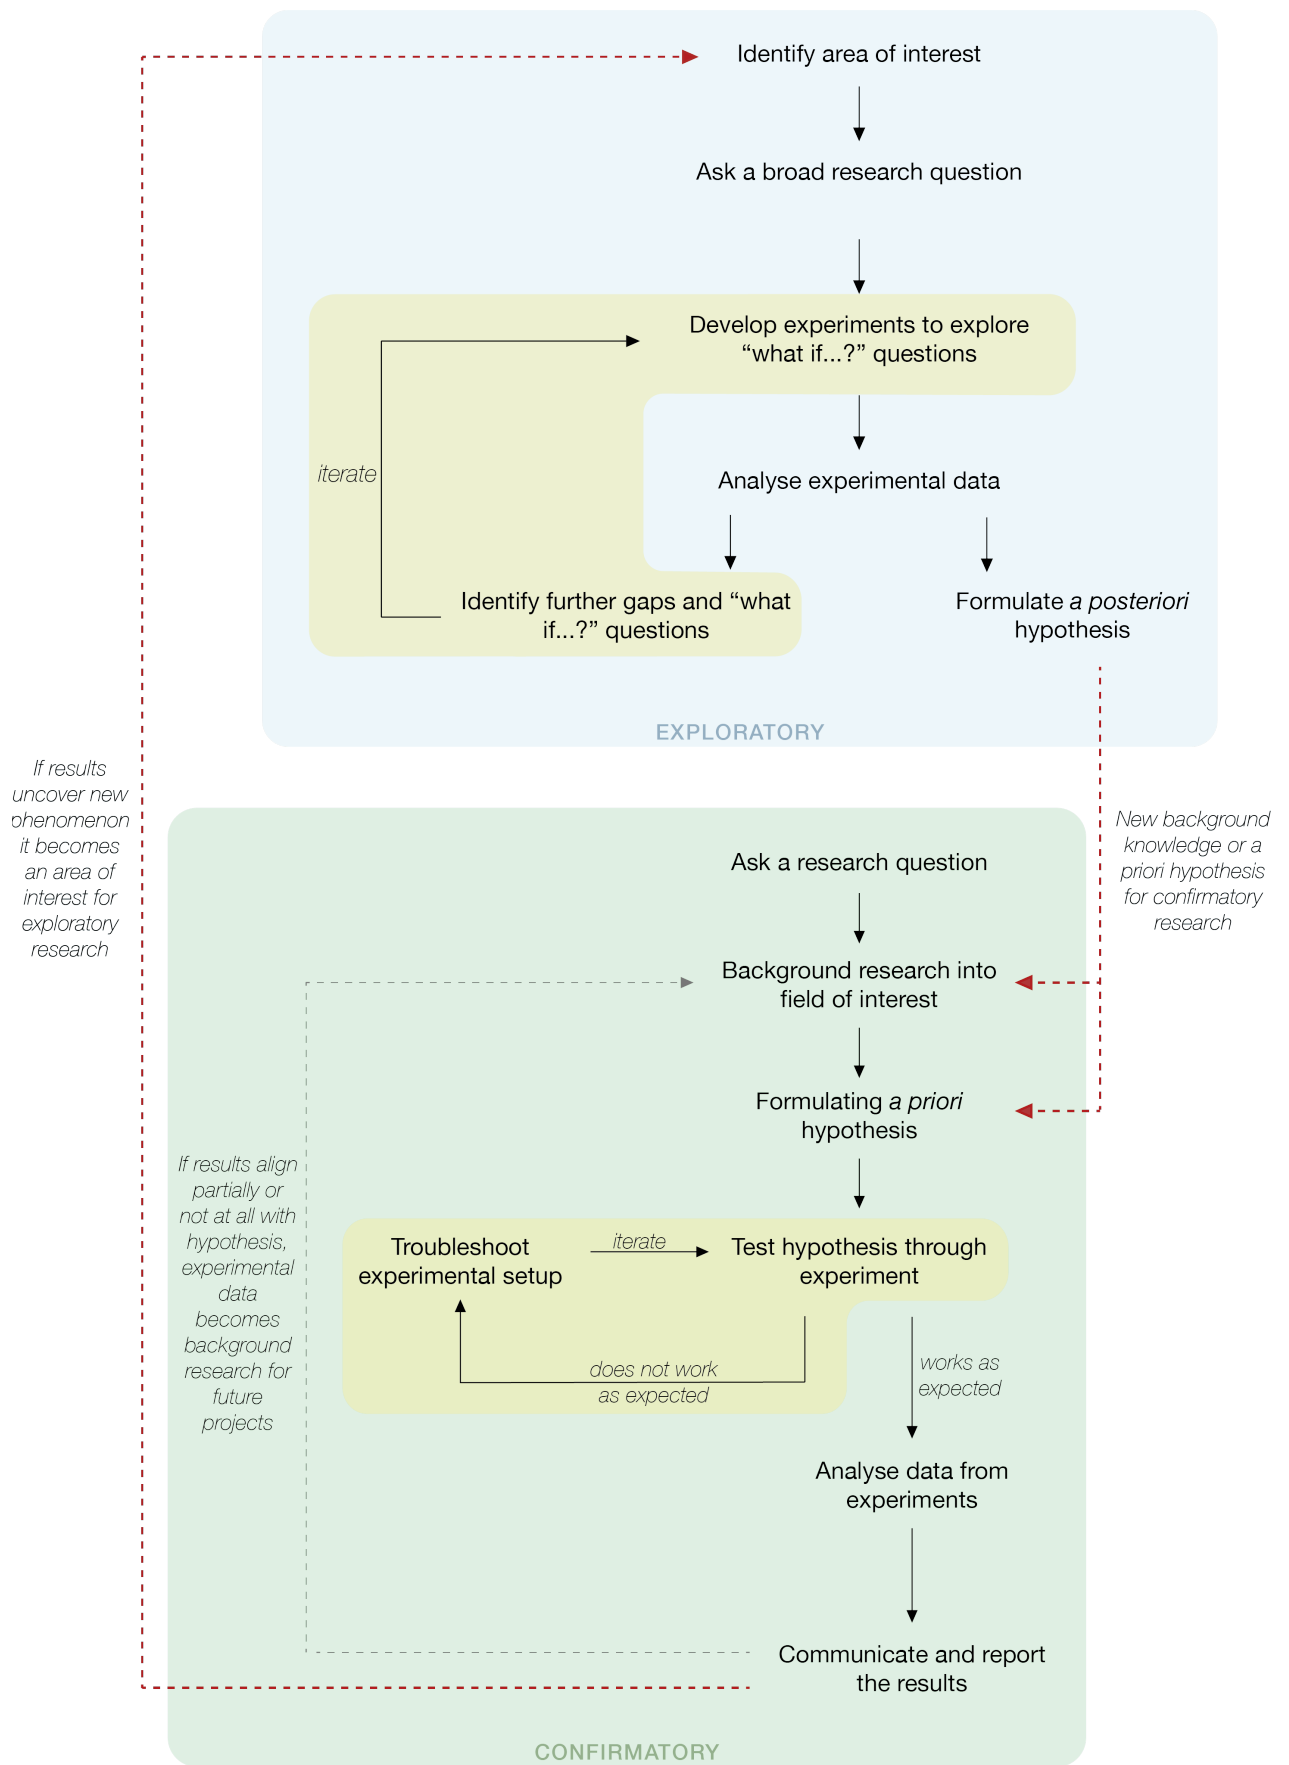 Identify area of interest
Ask a broad research question
Develop experiments to explore
“what if...?” questions
iterate
Analyse experimental data
Identify further gaps and “what
if...?” questions
Formulate a posteriori
hypothesis
EXPLORATORY
If results
uncover new
phenomenon
it becomes
an area of
interest for
exploratory
research
New background
knowledge or a
priori hypothesis
for confirmatory
research
Ask a research question
Background research into
field of interest
Formulating a priori
hypothesis
If results align
partially or
not at all with
hypothesis,
experimental
data
becomes
background
research for
future
projects
Troubleshoot
experimental setup
iterate
Test hypothesis through
experiment
does not work
as expected
works as
expected
Analyse data from
experiments
Communicate and report
the results
CONFIRMATORY